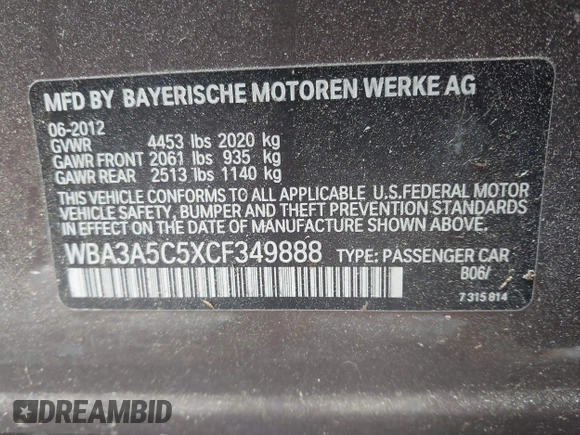 MFD BY BAYERISCHE MOTOREN WERKE AG
06-2012
GVWR 4453 lbs 2020 kg
GAWR FRONT 2061 lbs 935 kg
GAWR REAR 2513 lbs 1140 kg
THIS VEHICLE CONFORMS TO ALL APPLICABLE U.S.FEDERAL MOTOR
VEHICLE SAFETY, BUMPER AND THEFT PREVENTION STANDARDS
IN EFFECT ON THE DATE OF MANUFACTURE SHOWN ABOVE.
WBA3A5C5XCF349888 TYPE: PASSENGER CAR
B06/
7 315 814
DREAMBID